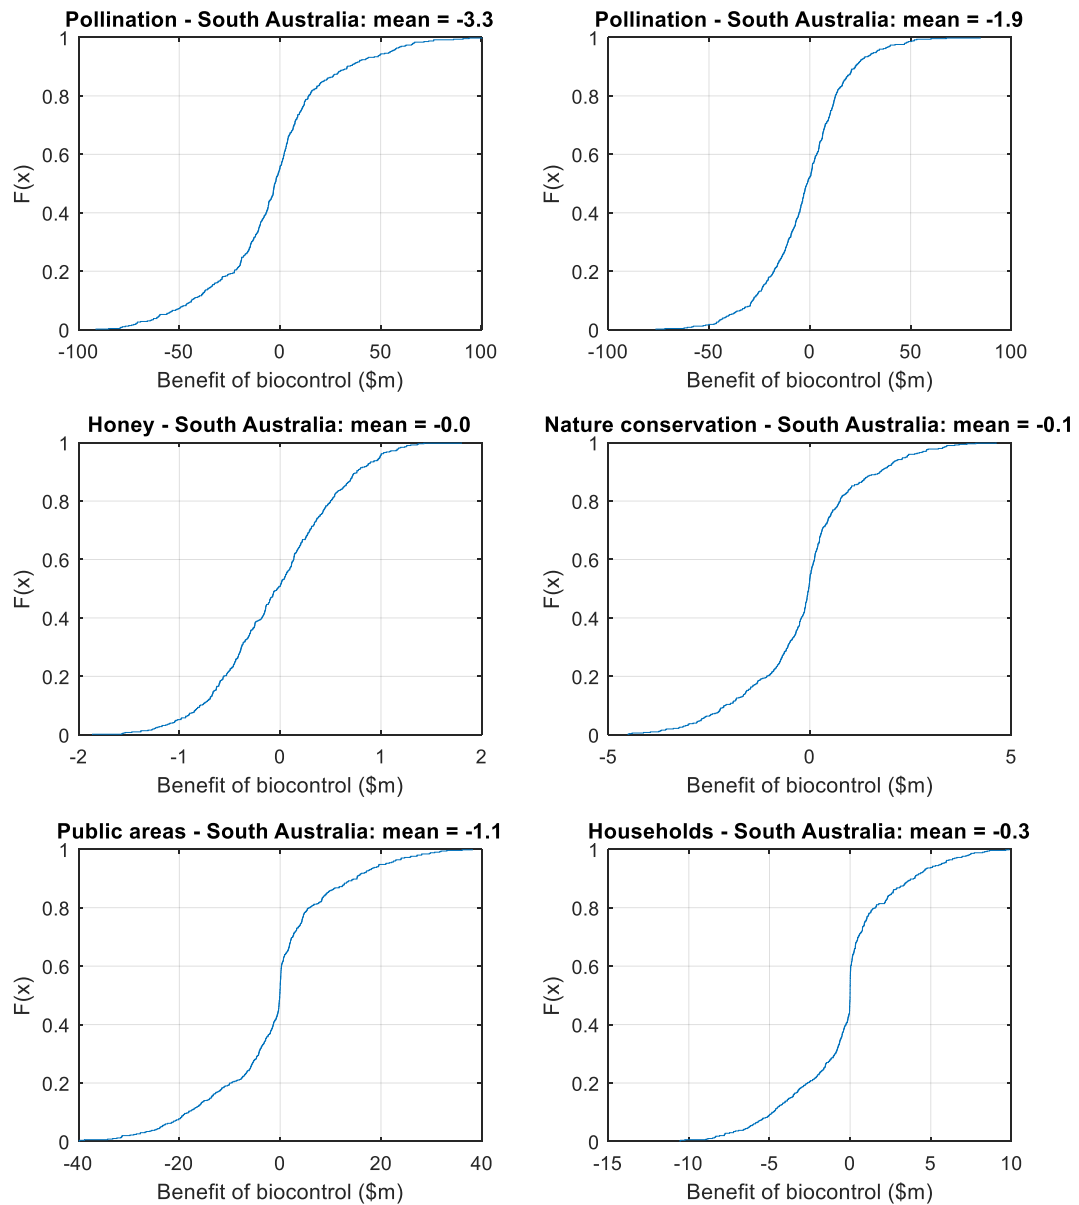 Pollination - South Australia: mean = -3.3
1
0.8
0.6
0.4
0.2
0
F(x)
-100 -50 0 50 100
Benefit of biocontrol ($m)
Pollination - South Australia: mean = -1.9
1
0.8
0.6
0.4
0.2
0
F(x)
-100 -50 0 50 100
Benefit of biocontrol ($m)
Honey - South Australia: mean = -0.0
1
0.8
0.6
0.4
0.2
0
F(x)
-2 -1 0 1 2
Benefit of biocontrol ($m)
Nature conservation - South Australia: mean = -0.1
1
0.8
0.6
0.4
0.2
0
F(x)
-5 0 5
Benefit of biocontrol ($m)
Public areas - South Australia: mean = -1.1
1
0.8
0.6
0.4
0.2
0
F(x)
-40 -20 0 20 40
Benefit of biocontrol ($m)
Households - South Australia: mean = -0.3
1
0.8
0.6
0.4
0.2
0
F(x)
-15 -10 -5 0 5 10
Benefit of biocontrol ($m)